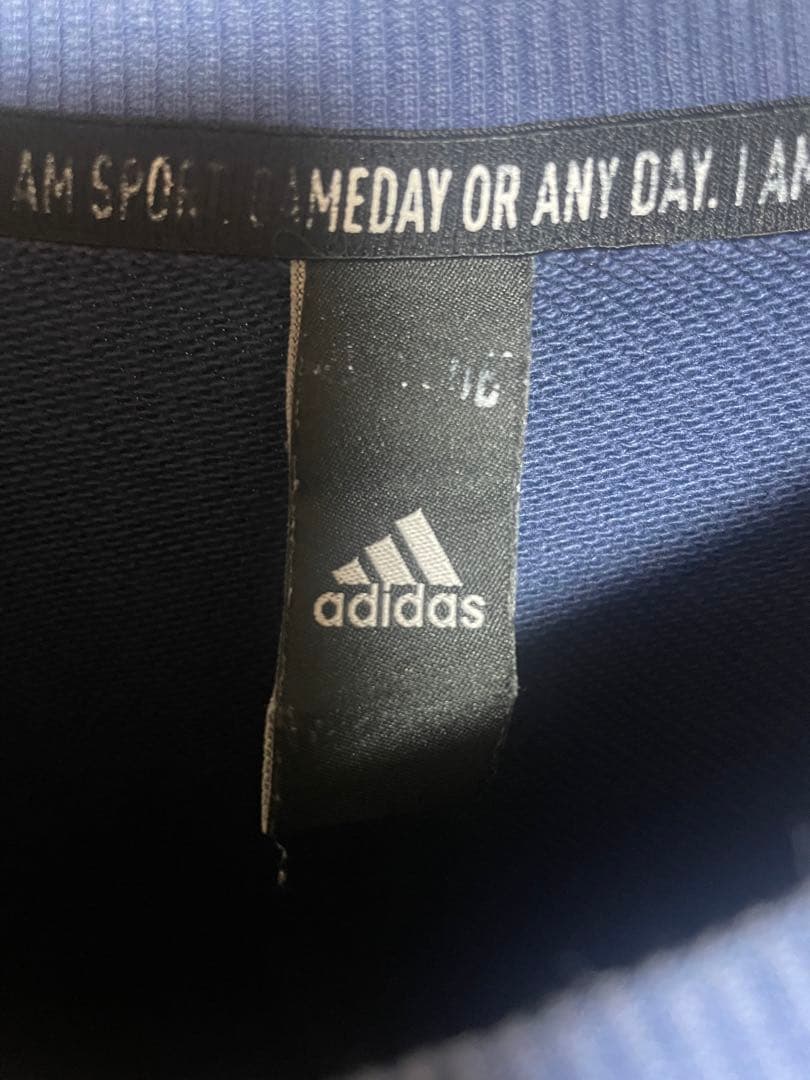 AM SPORT. GAMEDAY OR ANY DAY. I AM
adidas